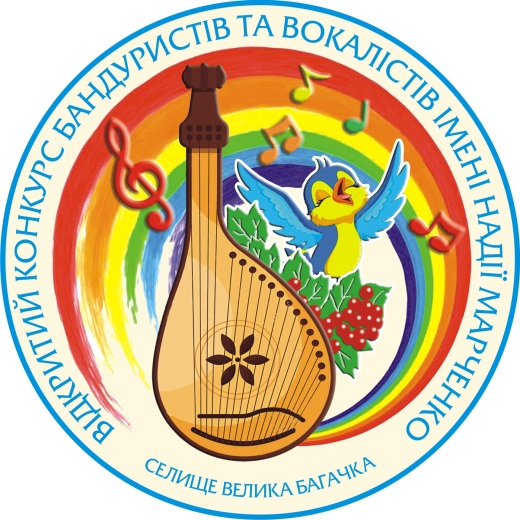 ВІДКРИТИЙ КОНКУРС БАНДУРИСТІВ ТА ВОКАЛІСТІВ ІМЕНІ НАДІЇ МАРЧЕНКО
СЕЛИЩЕ ВЕЛИКА БАГАЧКА